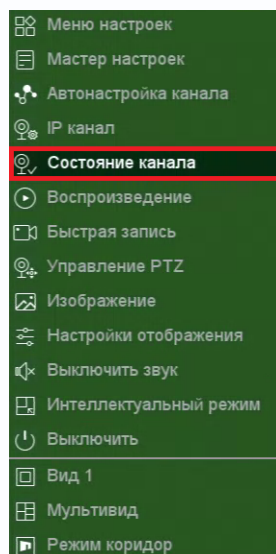 Меню настроек
Мастер настроек
Автонастройка канала
IP канал
Состояние канала
Воспроизведение
Быстрая запись
Управление PTZ
Изображение
Настройки отображения
Выключить звук
Интеллектуальный режим
Выключить
Вид 1
Мультивид
Режим коридор